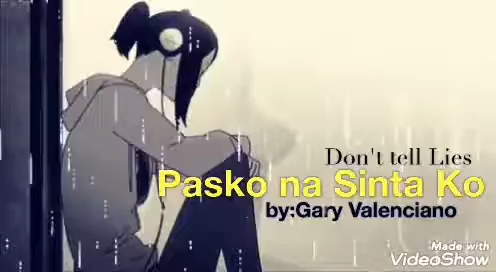 Don't tell Lies
Pasko na Sinta Ko
by:Gary Valenciano
Made with
VideoShow